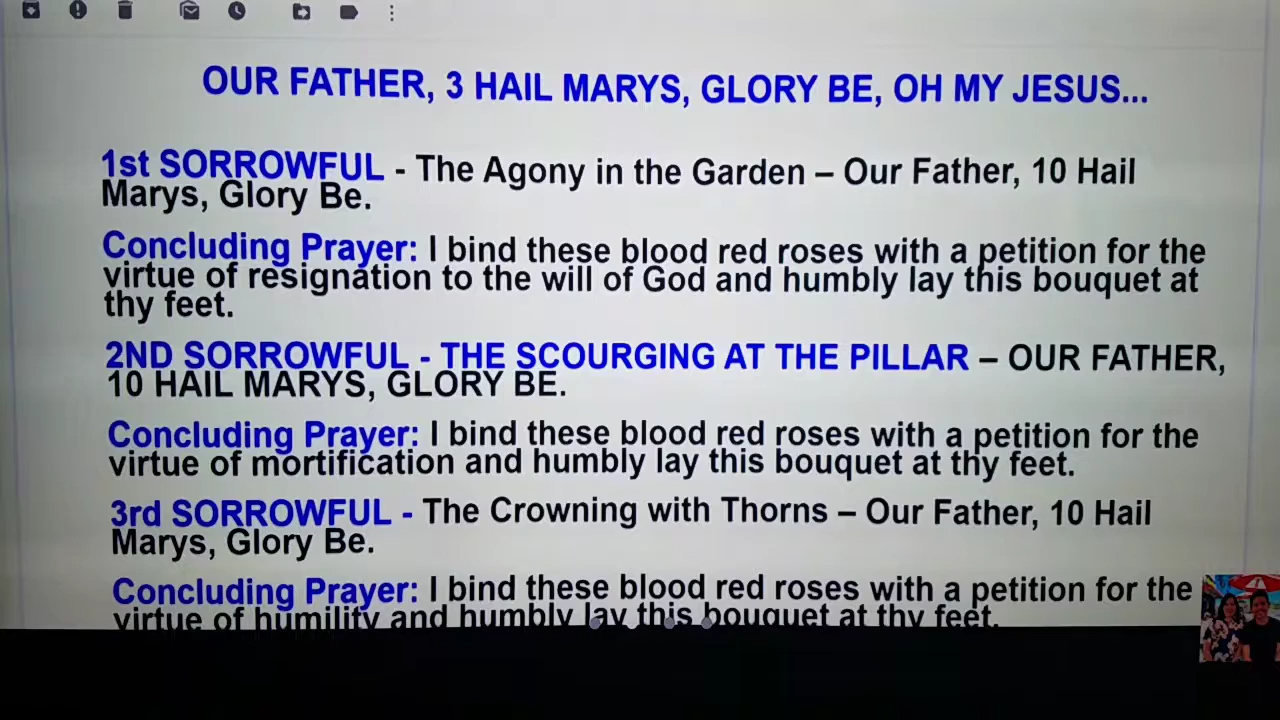 OUR FATHER, 3 HAIL MARYS, GLORY BE, OH MY JESUS...
1st SORROWFUL - The Agony in the Garden – Our Father, 10 Hail
Marys, Glory Be.
Concluding Prayer: I bind these blood red roses with a petition for the
virtue of resignation to the will of God and humbly lay this bouquet at
thy feet.
2ND SORROWFUL - THE SCOURGING AT THE PILLAR – OUR FATHER,
10 HAIL MARYS, GLORY BE.
Concluding Prayer: I bind these blood red roses with a petition for the
virtue of mortification and humbly lay this bouquet at thy feet.
3rd SORROWFUL - The Crowning with Thorns – Our Father, 10 Hail
Marys, Glory Be.
Concluding Prayer: I bind these blood red roses with a petition for the
virtue of humility and humbly lay this bouquet at thy feet.